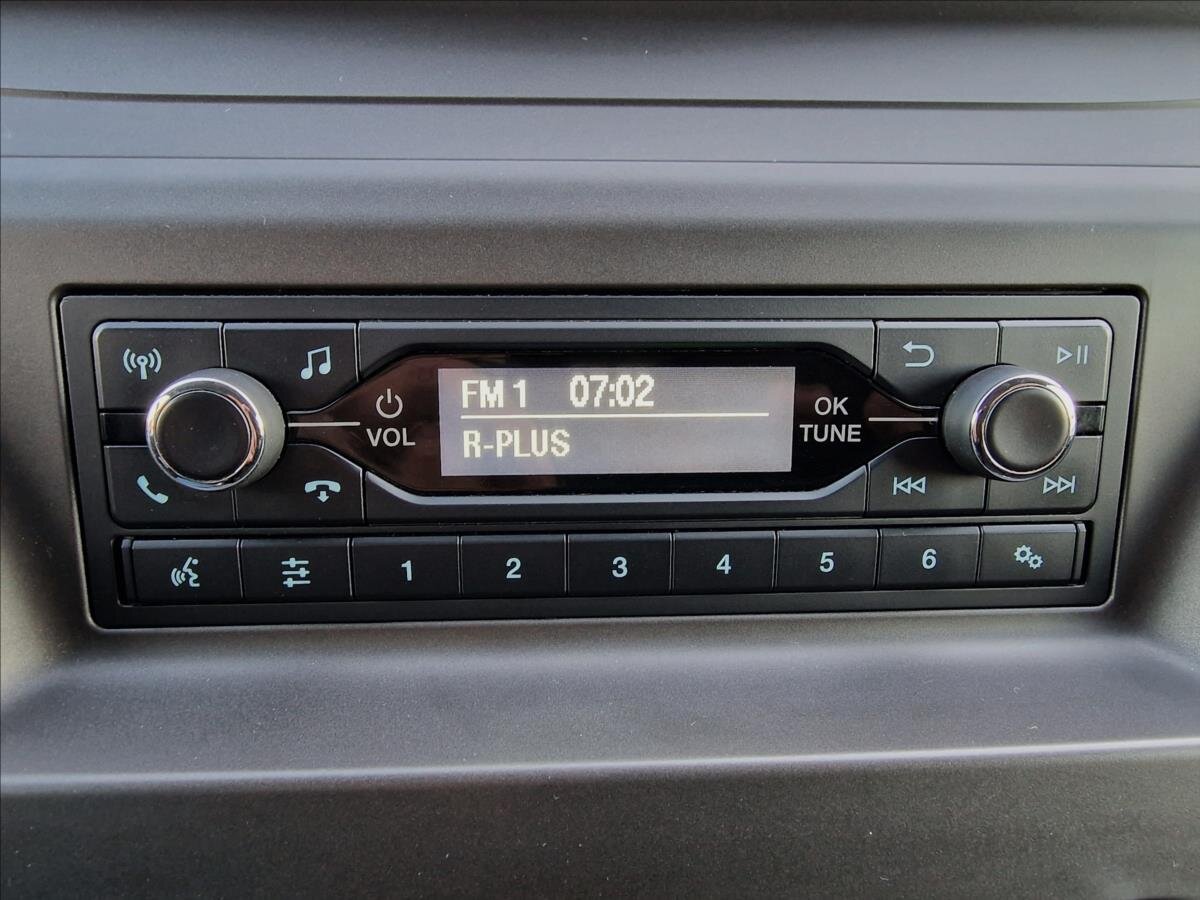 FM 1 07:02
R-PLUS
VOL
OK
TUNE
1 2 3 4 5 6